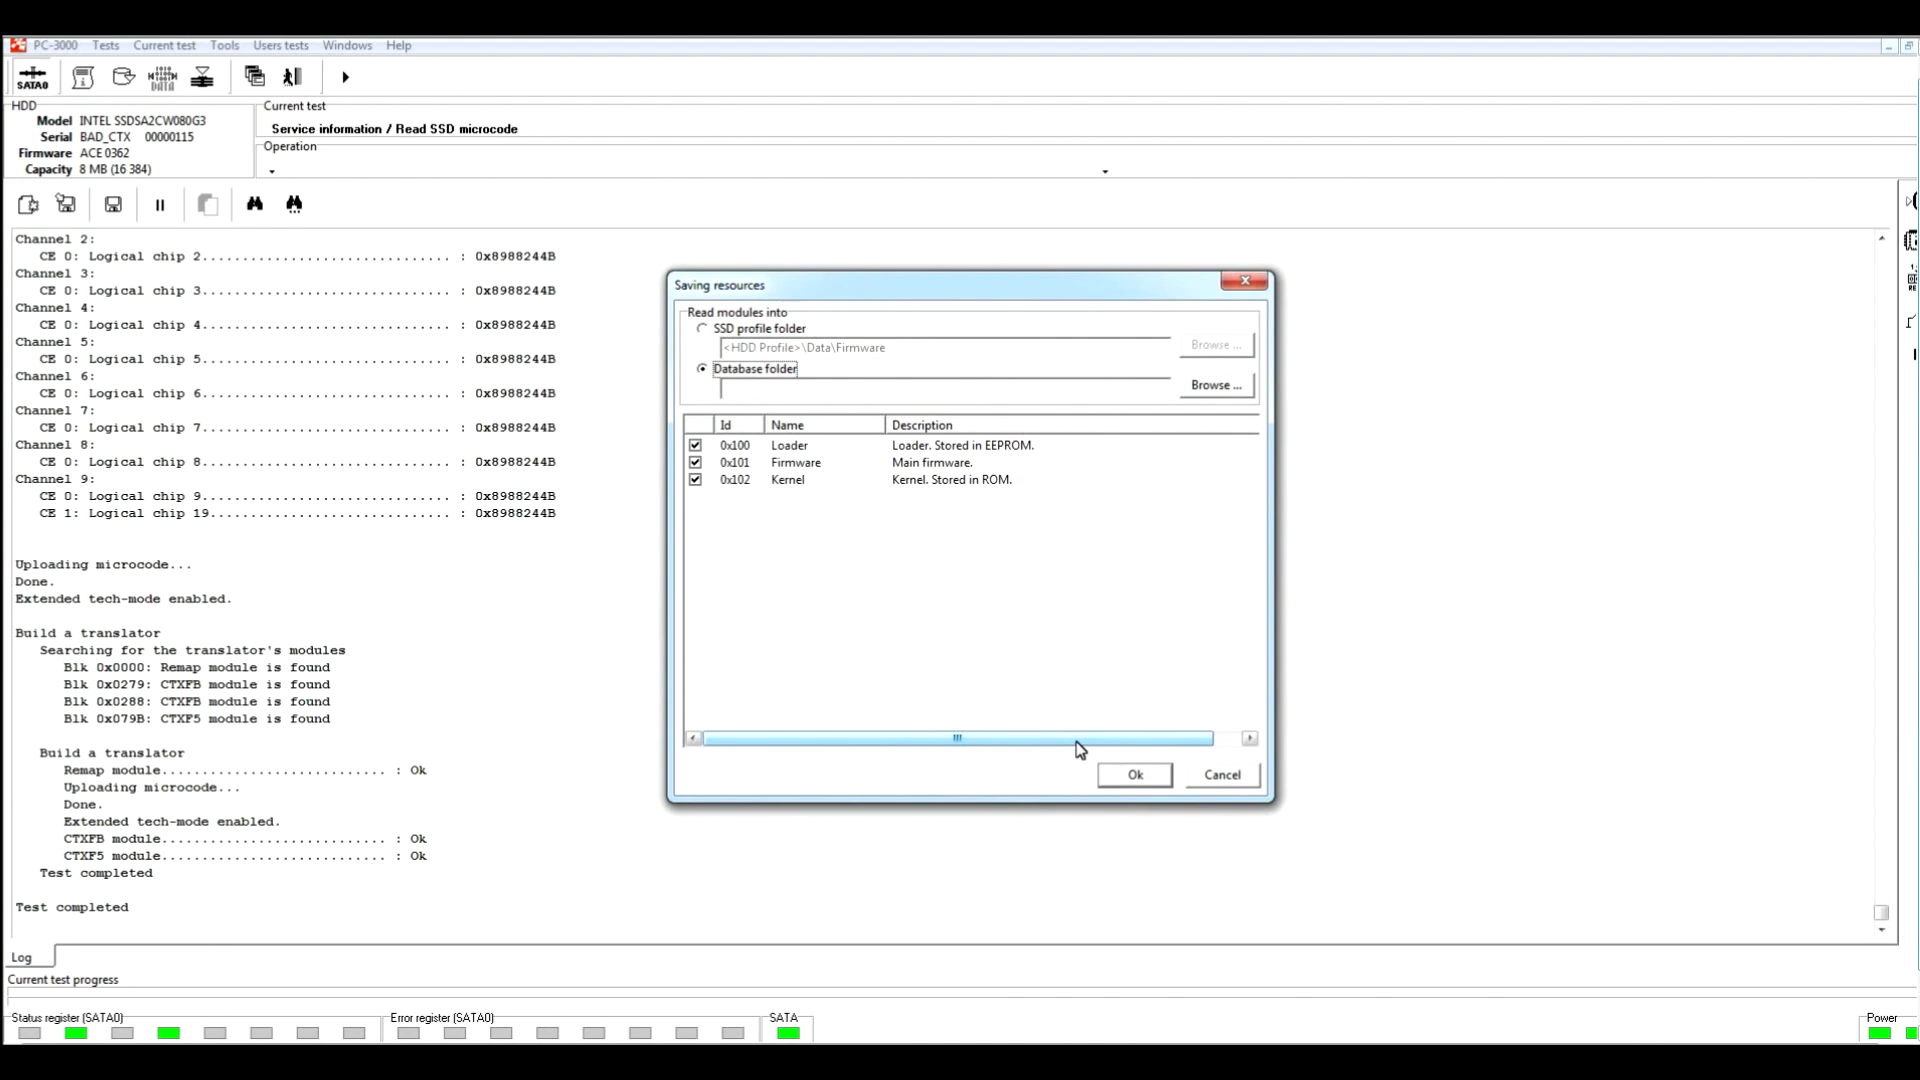 PC-3000 Tests Current test Tools Users tests Windows Help
SATA0
DATA
HDD
Model INTEL SSDSA2CW080G3
Serial BAD_CTX 00000115
Firmware ACE 0362
Capacity 8 MB (16 384)
Current test
Service information / Read SSD microcode
Operation
Channel 2:
CE 0: Logical chip 2............................... : 0x8988244B
Channel 3:
CE 0: Logical chip 3............................... : 0x8988244B
Channel 4:
CE 0: Logical chip 4............................... : 0x8988244B
Channel 5:
CE 0: Logical chip 5............................... : 0x8988244B
Channel 6:
CE 0: Logical chip 6............................... : 0x8988244B
Channel 7:
CE 0: Logical chip 7............................... : 0x8988244B
Channel 8:
CE 0: Logical chip 8............................... : 0x8988244B
Channel 9:
CE 0: Logical chip 9............................... : 0x8988244B
CE 1: Logical chip 19.............................. : 0x8988244B
Uploading microcode...
Done.
Extended tech-mode enabled.
Build a translator
Searching for the translator's modules
Blk 0x0000: Remap module is found
Blk 0x0279: CTXFB module is found
Blk 0x0288: CTXFB module is found
Blk 0x079B: CTXF5 module is found
Build a translator
Remap module............................ : Ok
Uploading microcode...
Done.
Extended tech-mode enabled.
CTXFB module............................ : Ok
CTXF5 module............................ : Ok
Test completed
Test completed
Saving resources
Read modules into
SSD profile folder
<HDD Profile>\Data\Firmware
Browse ...
Database folder
Browse ...
Id Name Description
0x100 Loader Loader. Stored in EEPROM.
0x101 Firmware Main firmware.
0x102 Kernel Kernel. Stored in ROM.
Ok Cancel
Log
Current test progress
Status register (SATA0)
Error register (SATA0)
SATA
Power